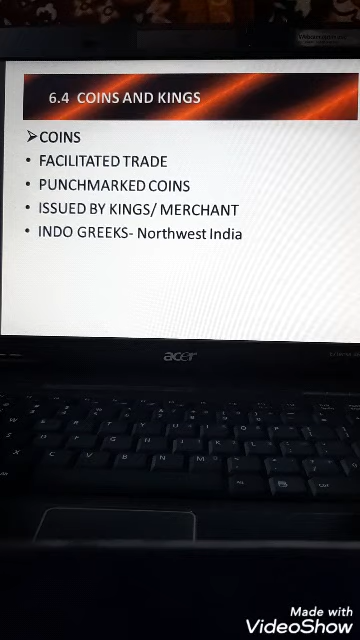 6.4 COINS AND KINGS
➢COINS
• FACILITATED TRADE
• PUNCHMARKED COINS
• ISSUED BY KINGS/ MERCHANT
• INDO GREEKS- Northwest India
acer
Made with
VideoShow